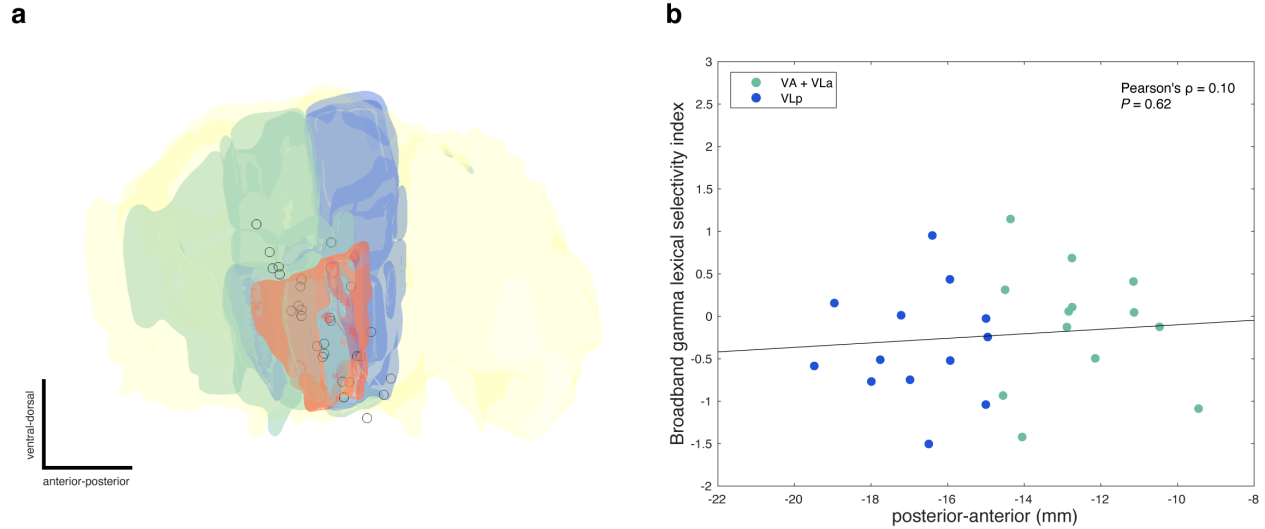 a
ventral-dorsal
anterior-posterior
b
VA + VLa
VLp
Pearson's ρ = 0.10
P = 0.62
Broadband gamma lexical selectivity index
3
2.5
2
1.5
1
0.5
0
-0.5
-1
-1.5
-2
-22
-20
-18
-16
-14
-12
-10
-8
posterior-anterior (mm)